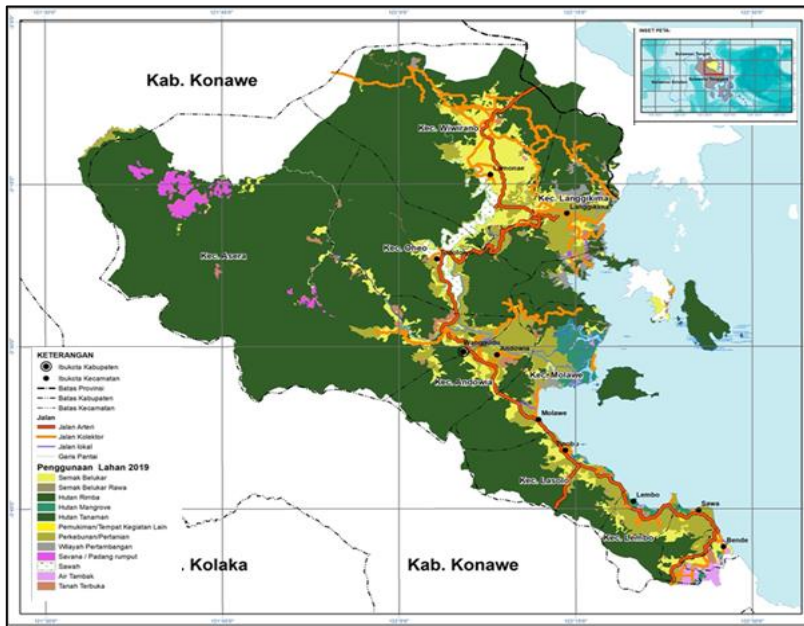 INSET PETA:
Kab. Konawe
Kec. Wiwirano
Lamonae
Kec. Langgikima
Langgikima
Kec. Oheo
Kec. Asera
Wanggudu
Andowia
Kec. Andowia
Kec. Molawe
Molawe
Kec. Lasolo
Lembo
Sawa
Kec. Lembo
Bende
. Kolaka
Kab. Konawe
KETERANGAN
Ibukota Kabupaten
Ibukota Kecamatan
Batas Provinsi
Batas Kabupaten
Batas Kecamatan
Jalan
Jalan Arteri
Jalan Kolektor
Jalan lokal
Garis Pantai
Penggunaan Lahan 2019
Semak Belukar
Semak Belukar Rawa
Hutan Rimba
Hutan Mangrove
Hutan Tanaman
Pemukiman/Tempat Kegiatan Lain
Perkebunan/Pertanian
Wilayah Pertambangan
Savana / Padang rumput
Sawah
Air Tambak
Tanah Terbuka